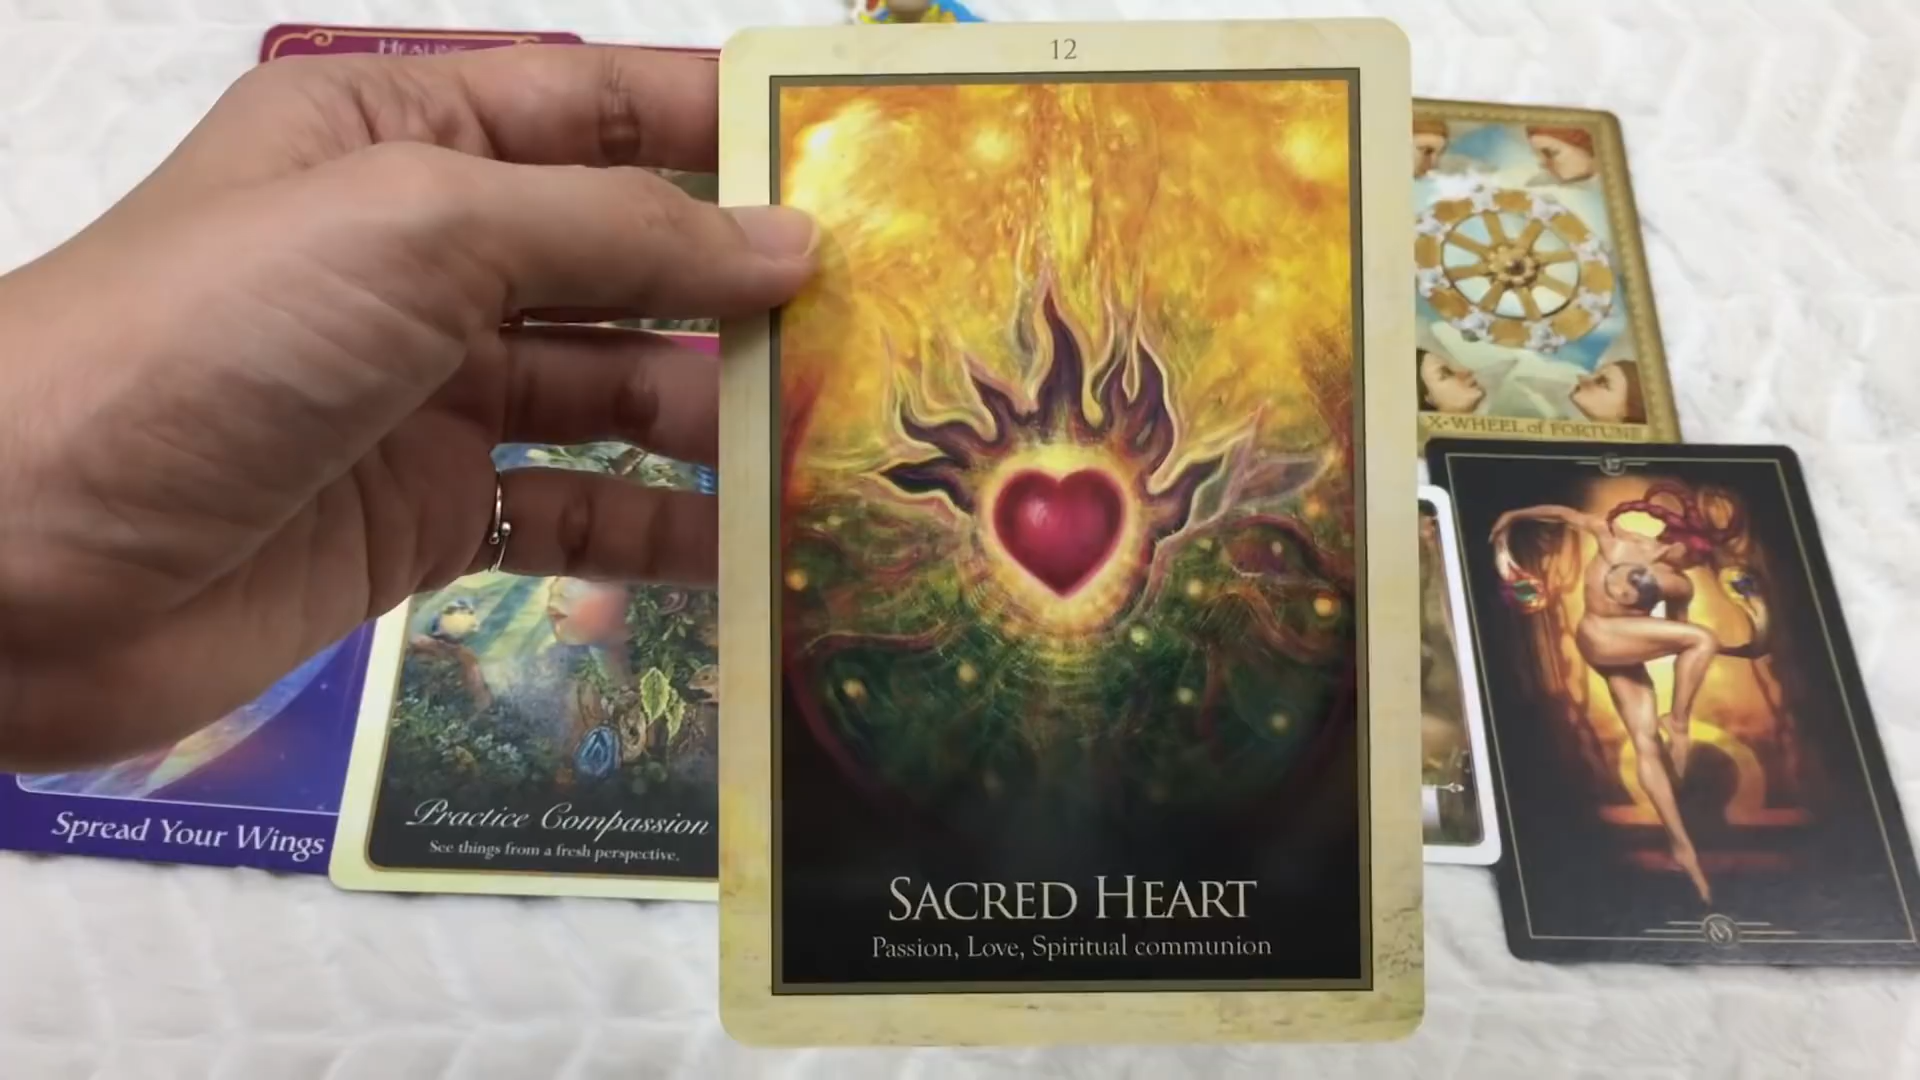 HEALING
12
X-WHEEL of FORTUNE
Spread Your Wings
Practice Compassion
See things from a fresh perspective.
SACRED HEART
Passion, Love, Spiritual communion